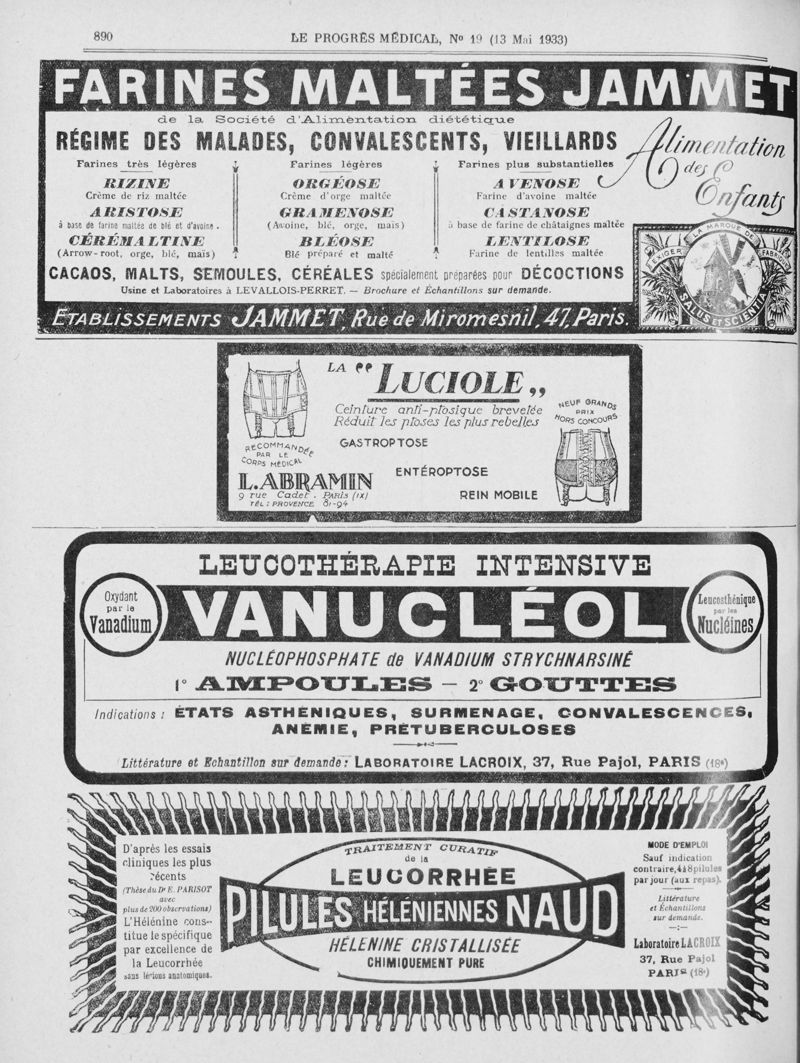 890
LE PROGRÈS MÉDICAL, No 19 (13 Mai 1933)
FARINES MALTÉES JAMMET
de la Société d'Alimentation diététique
RÉGIME DES MALADES, CONVALESCENTS, VIEILLARDS
Farines très légères
RIZINE
Crème de riz maltée
ARISTOSE
à base de farine maltée de blé et d'avoine.
CÉRÉMALTINE
(Arrow-root, orge, blé, maïs)
Farines légères
ORGÉOSE
Crème d'orge maltée
GRAMENOSE
(Avoine, blé, orge, maïs)
BLÉOSE
Blé préparé et malté
Farines plus substantielles
AVENOSE
Farine d'avoine maltée
CASTANOSE
à base de farine de châtaignes maltée
LENTILOSE
Farine de lentilles maltée
Alimentation
des
Enfants
CACAOS, MALTS, SEMOULES, CÉRÉALES spécialement préparées pour DÉCOCTIONS
Usine et Laboratoires à LEVALLOIS-PERRET. — Brochure et Échantillons sur demande.
ETABLISSEMENTS JAMMET, Rue de Miromesnil, 47, Paris.
EXIGER LA MARQUE DE FABRIQUE
SALUS ET SCIENTIA
LA "LUCIOLE„
Ceinture anti-ptosique brevetée
Réduit les ptoses les plus rebelles
GASTROPTOSE
ENTÉROPTOSE
REIN MOBILE
RECOMMANDÉE
PAR LE
CORPS MÉDICAL
NEUF GRANDS
PRIX
HORS CONCOURS
L. ABRAMIN
9 rue Cadet. PARIS (IX)
TÉL: PROVENCE 81-94
LEUCOTHÉRAPIE INTENSIVE
Oxydant
par le
Vanadium
VANUCLÉOL
Leucosthénique
par les
Nucléines
NUCLÉOPHOSPHATE de VANADIUM STRYCHNARSINÉ
1° AMPOULES — 2° GOUTTES
Indications : ÉTATS ASTHÉNIQUES, SURMENAGE, CONVALESCENCES,
ANÉMIE, PRÉTUBERCULOSES
Littérature et Echantillon sur demande : LABORATOIRE LACROIX, 37, Rue Pajol, PARIS (18e)
D'après les essais
cliniques les plus
récents
(Thèse du Dr E. PARISOT
avec
plus de 200 observations)
L'Hélénine cons-
titue le spécifique
par excellence de
la Leucorrhée
sans lésions anatomiques.
TRAITEMENT CURATIF
de la
LEUCORRHÉE
PILULES HÉLÉNIENNES NAUD
HÉLÉNINE CRISTALLISÉE
CHIMIQUEMENT PURE
MODE D'EMPLOI
Sauf indication
contraire, 4 à 8 pilules
par jour (aux repas).
Littérature
et Échantillons
sur demande.
Laboratoire LACROIX
37, Rue Pajol
PARIS (18e)